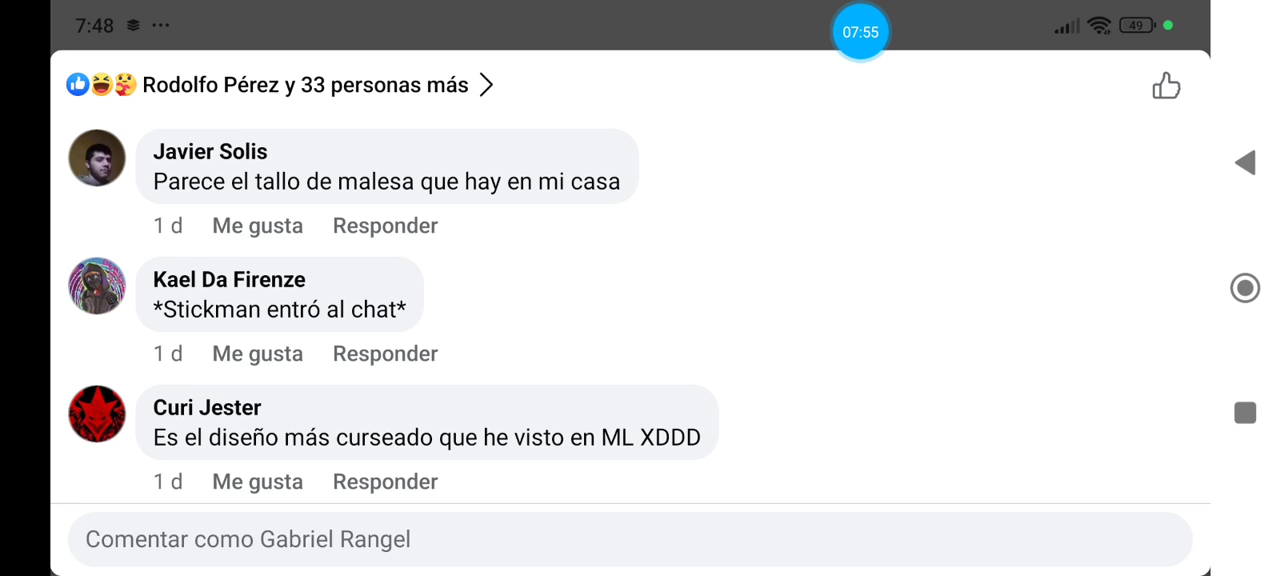 7:48 ...
07:55
49
Rodolfo Pérez y 33 personas más
Javier Solis
Parece el tallo de malesa que hay en mi casa
1 d Me gusta Responder
Kael Da Firenze
*Stickman entró al chat*
1 d Me gusta Responder
Curi Jester
Es el diseño más curseado que he visto en ML XDDD
1 d Me gusta Responder
Comentar como Gabriel Rangel